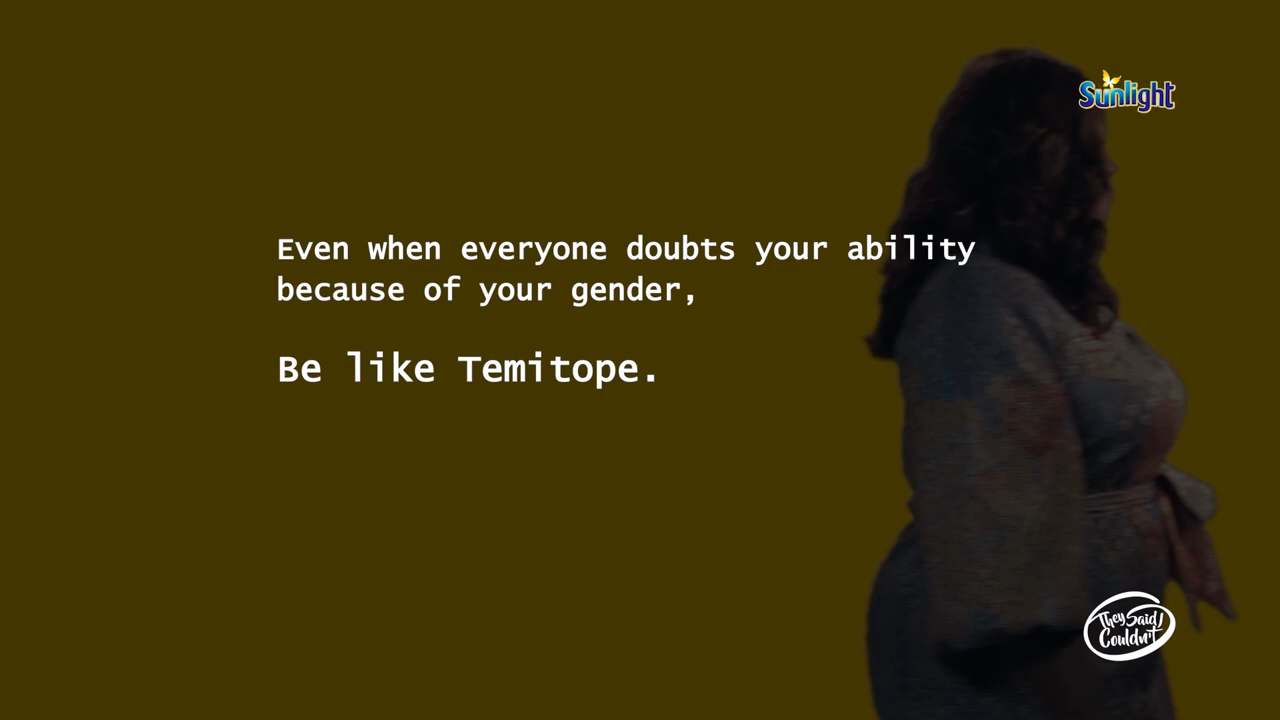 Sunlight
Even when everyone doubts your ability
because of your gender,
Be like Temitope.
They Said I
Couldn't